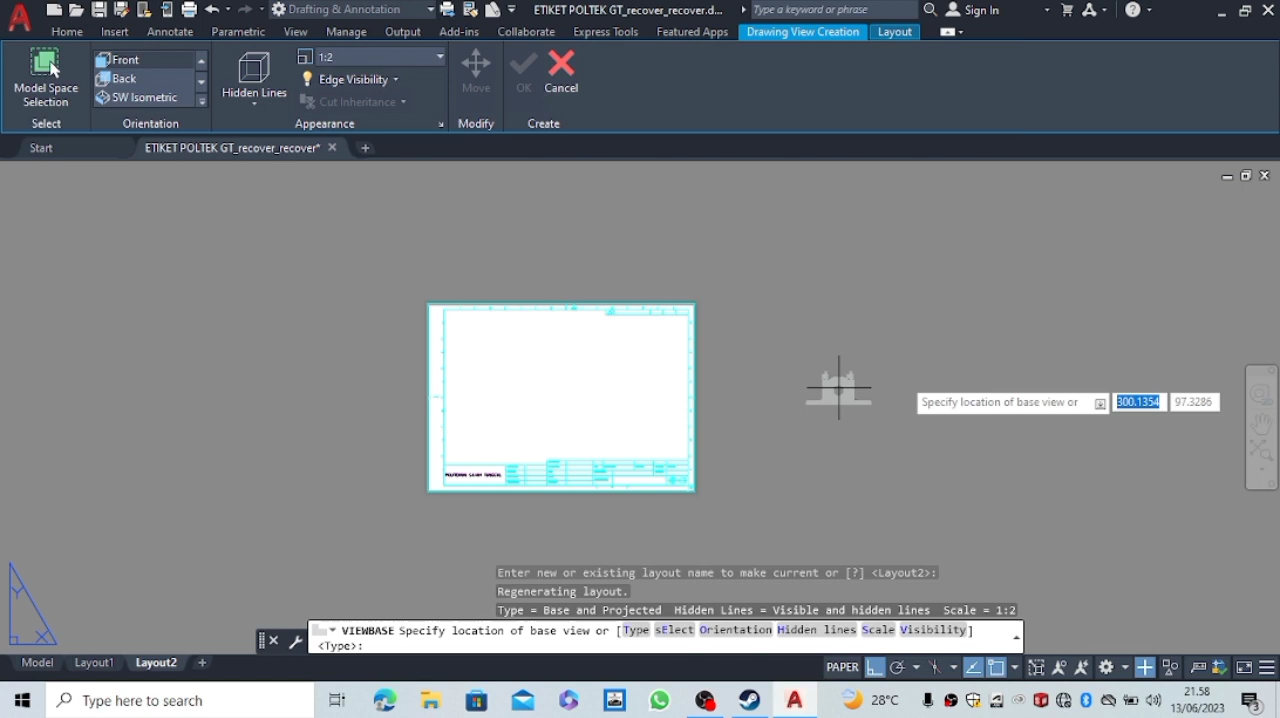 Drafting & Annotation
ETIKET POLTEK GT_recover_recover.d...
Type a keyword or phrase
Sign In
Home Insert Annotate Parametric View Manage Output Add-ins Collaborate Express Tools Featured Apps Drawing View Creation Layout
Model Space Selection
Select
Front
Back
SW Isometric
Orientation
Hidden Lines
1:2
Edge Visibility
Cut Inheritance
Appearance
Move
Modify
OK
Cancel
Create
Start
ETIKET POLTEK GT_recover_recover*
Specify location of base view or 300.1354 97.3286
Y
X
Enter new or existing layout name to make current or [?] <Layout2>:
Regenerating layout.
Type = Base and Projected Hidden Lines = Visible and hidden lines Scale = 1:2
VIEWBASE Specify location of base view or [Type sElect Orientation Hidden lines Scale Visibility]
<Type>:
Model Layout1 Layout2 +
PAPER
Type here to search
28°C
21.58
13/06/2023
3